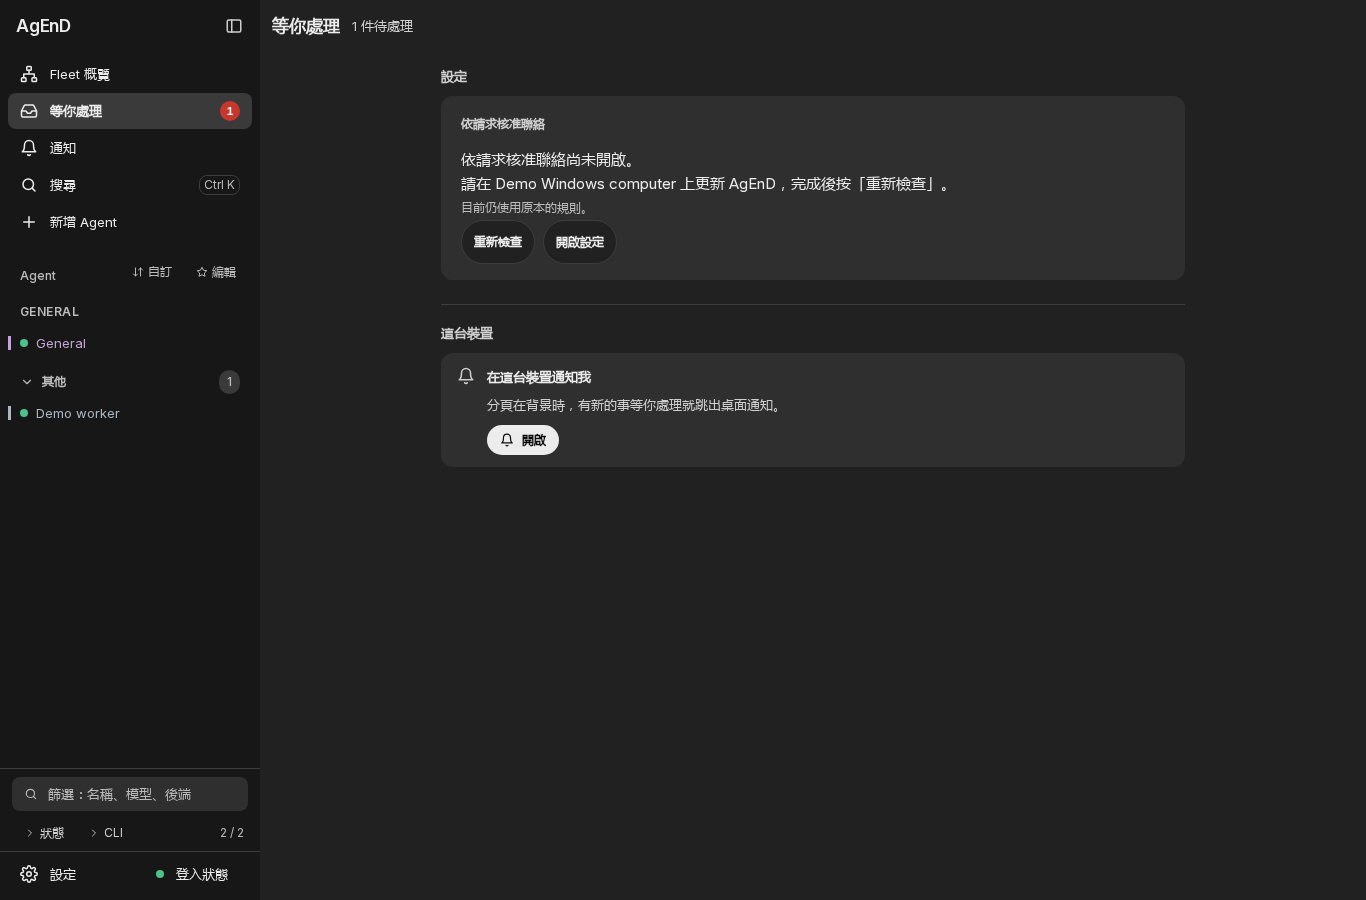 AgEnD
Fleet 概覽
等你處理 1
通知
搜尋 Ctrl K
新增 Agent
Agent 自訂 編輯
GENERAL
General
其他 1
Demo worker
篩選：名稱、模型、後端
狀態 CLI 2 / 2
設定 登入狀態
等你處理 1 件待處理
設定
依請求核准聯絡
依請求核准聯絡尚未開啟。
請在 Demo Windows computer 上更新 AgEnD，完成後按「重新檢查」。
目前仍使用原本的規則。
重新檢查 開啟設定
這台裝置
在這台裝置通知我
分頁在背景時，有新的事等你處理就跳出桌面通知。
開啟